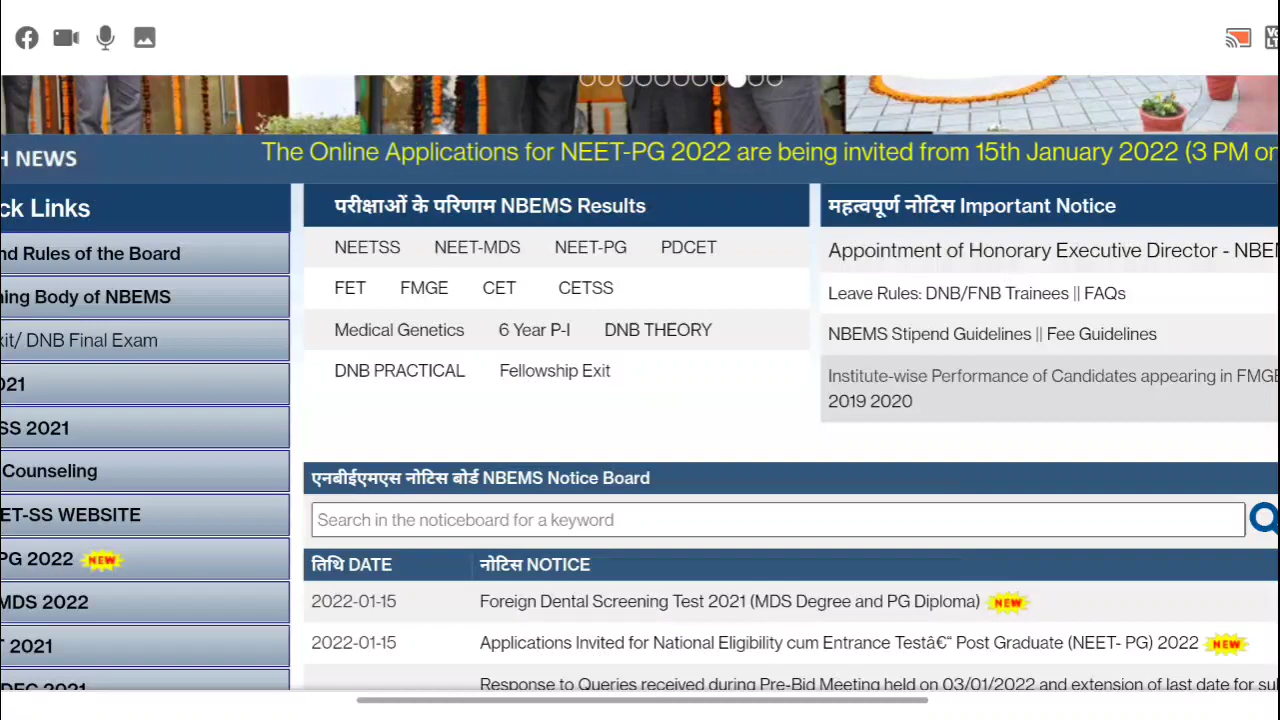 H NEWS
The Online Applications for NEET-PG 2022 are being invited from 15th January 2022 (3 PM on
ck Links
nd Rules of the Board
ning Body of NBEMS
xit/ DNB Final Exam
021
SS 2021
Counseling
ET-SS WEBSITE
PG 2022 NEW
MDS 2022
T 2021
DEC 2021
परीक्षाओं के परिणाम NBEMS Results
NEETSS NEET-MDS NEET-PG PDCET
FET FMGE CET CETSS
Medical Genetics 6 Year P-I DNB THEORY
DNB PRACTICAL Fellowship Exit
महत्वपूर्ण नोटिस Important Notice
Appointment of Honorary Executive Director - NBEM
Leave Rules: DNB/FNB Trainees || FAQs
NBEMS Stipend Guidelines || Fee Guidelines
Institute-wise Performance of Candidates appearing in FMGE
2019 2020
एनबीईएमएस नोटिस बोर्ड NBEMS Notice Board
Search in the noticeboard for a keyword
तिथि DATE नोटिस NOTICE
2022-01-15 Foreign Dental Screening Test 2021 (MDS Degree and PG Diploma) NEW
2022-01-15 Applications Invited for National Eligibility cum Entrance Testâ€“ Post Graduate (NEET- PG) 2022 NEW
Response to Queries received during Pre-Bid Meeting held on 03/01/2022 and extension of last date for sul